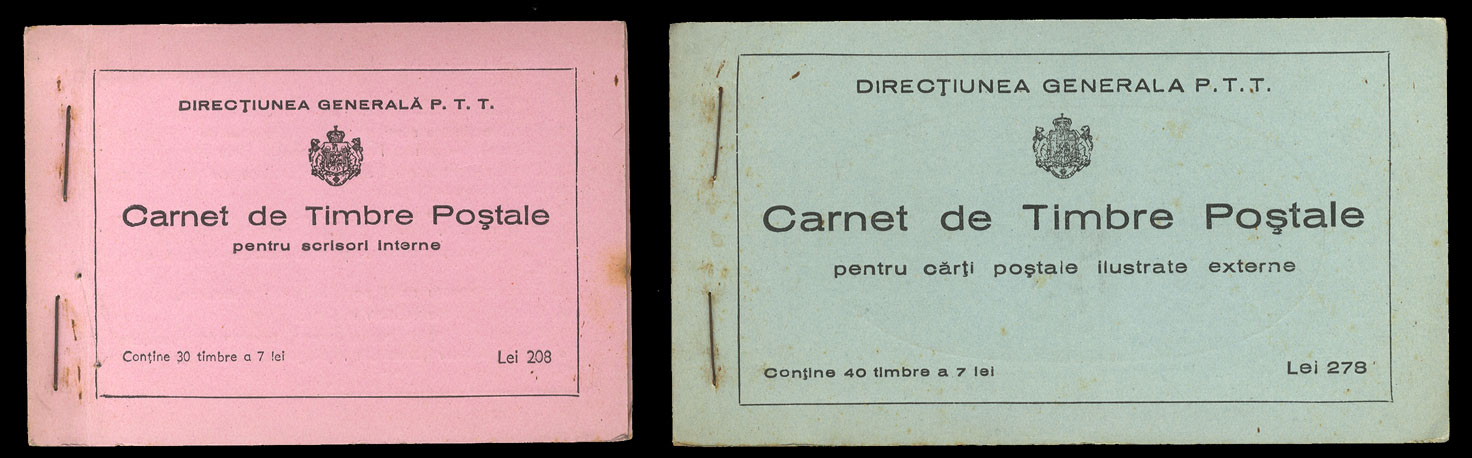 DIRECŢIUNEA GENERALĂ P. T. T.
Carnet de Timbre Poştale
pentru scrisori interne
Conţine 30 timbre a 7 lei
Lei 208
DIRECŢIUNEA GENERALA P. T. T.
Carnet de Timbre Poştale
pentru cărţi poştale ilustrate externe
Conţine 40 timbre a 7 lei
Lei 278